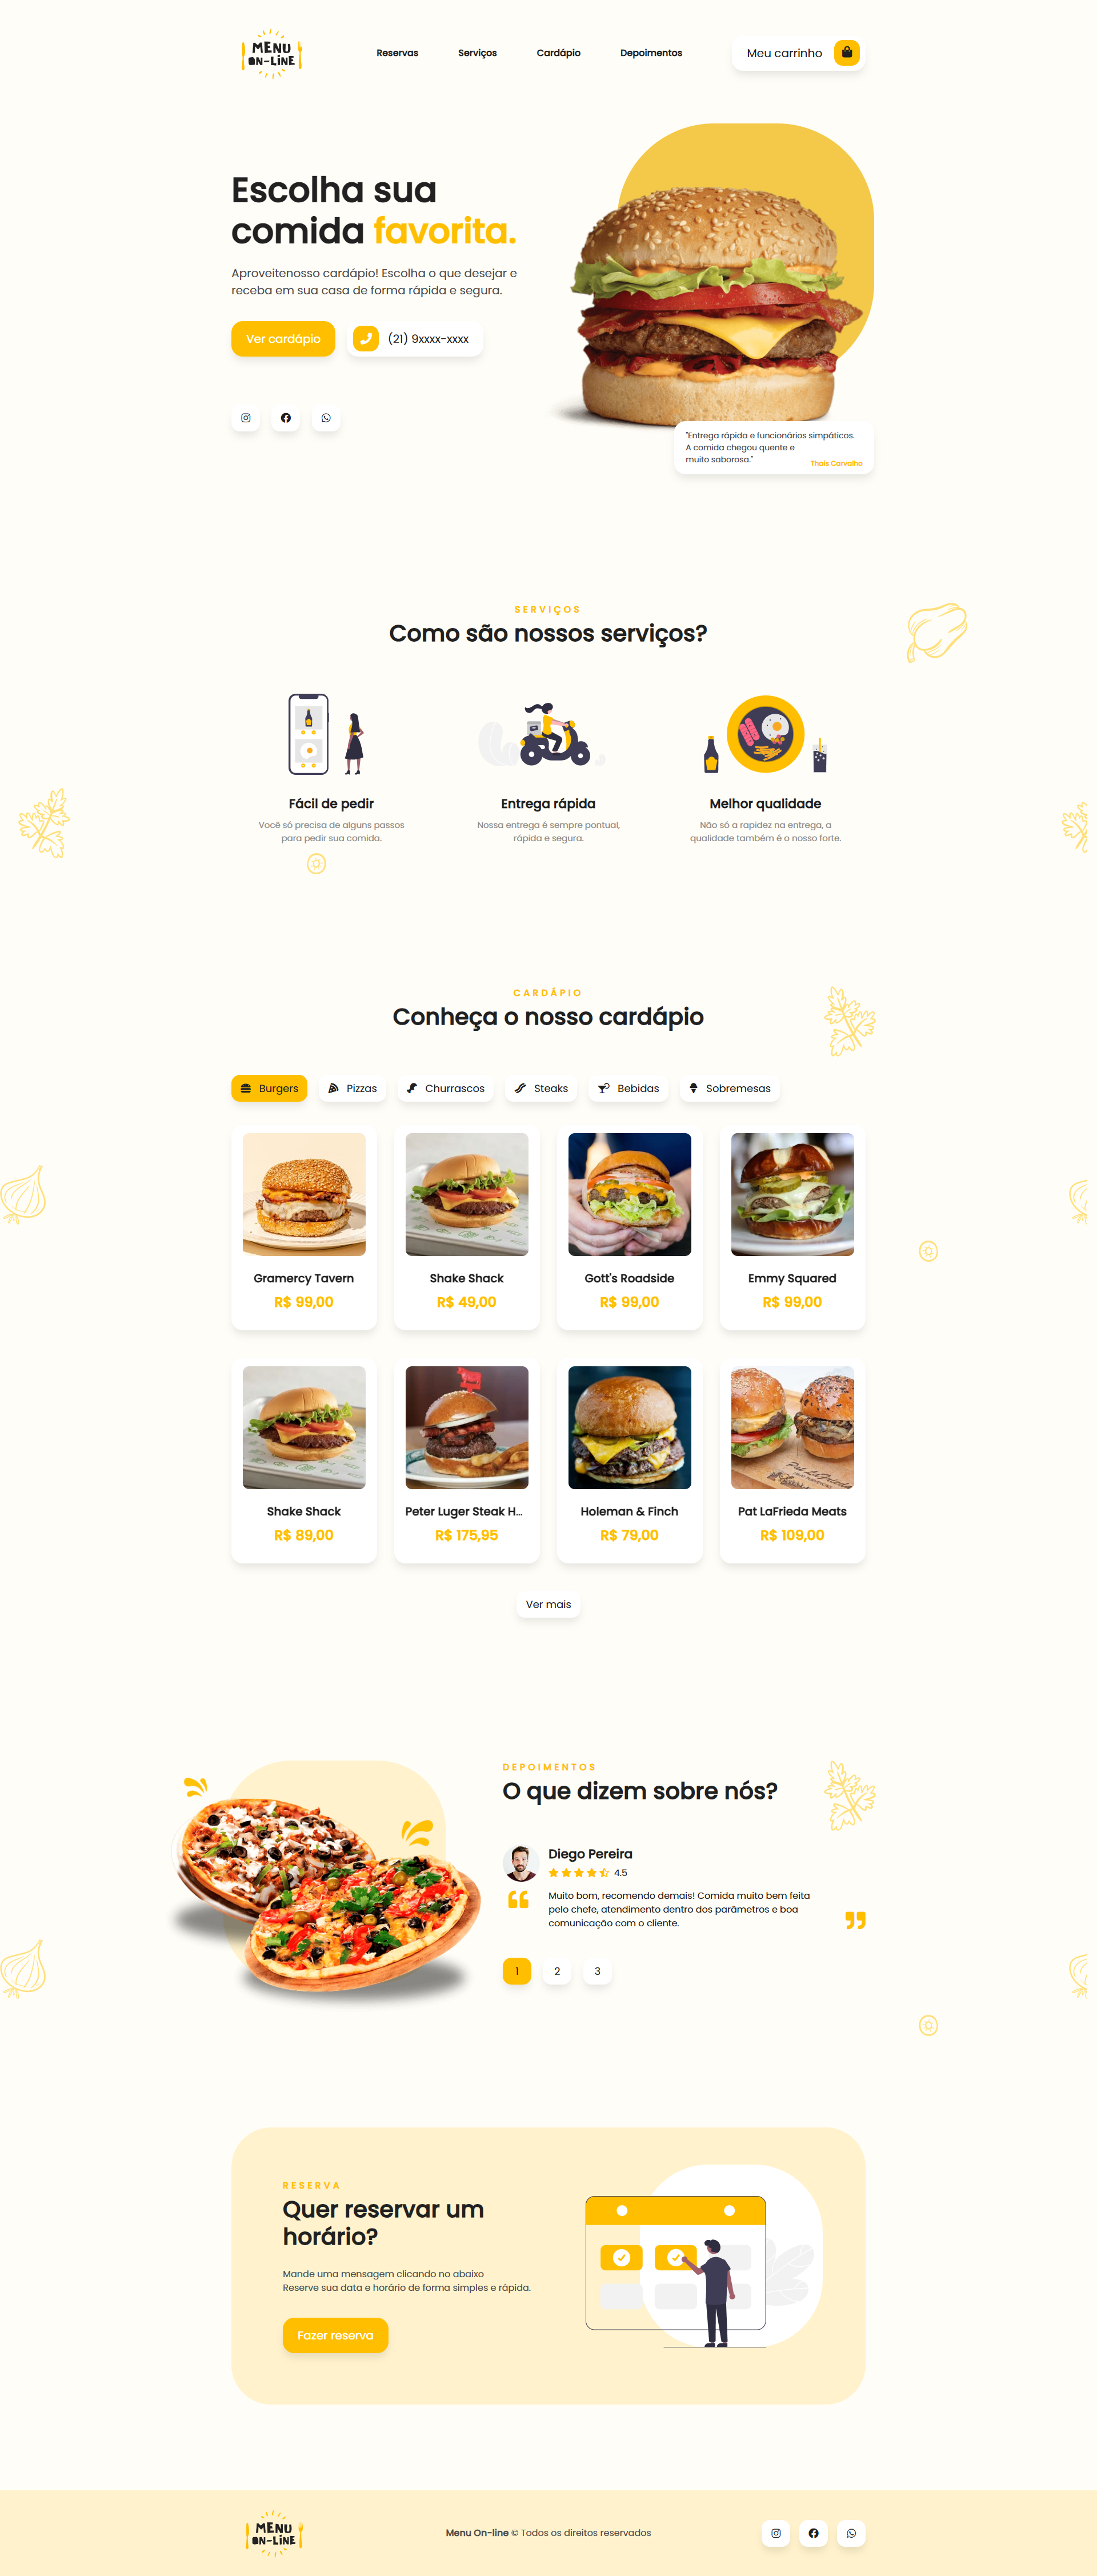 MENU
ON-LINE
Reservas
Serviços
Cardápio
Depoimentos
Meu carrinho
Escolha sua
comida favorita.
Aproveitenosso cardápio! Escolha o que desejar e
receba em sua casa de forma rápida e segura.
Ver cardápio
(21) 9xxxx-xxxx
"Entrega rápida e funcionários simpáticos.
A comida chegou quente e
muito saborosa."
Thais Carvalho
SERVIÇOS
Como são nossos serviços?
Fácil de pedir
Você só precisa de alguns passos
para pedir sua comida.
Entrega rápida
Nossa entrega é sempre pontual,
rápida e segura.
Melhor qualidade
Não só a rapidez na entrega, a
qualidade também é o nosso forte.
CARDÁPIO
Conheça o nosso cardápio
Burgers
Pizzas
Churrascos
Steaks
Bebidas
Sobremesas
Gramercy Tavern
R$ 99,00
Shake Shack
R$ 49,00
Gott's Roadside
R$ 99,00
Emmy Squared
R$ 99,00
Shake Shack
R$ 89,00
Peter Luger Steak H...
R$ 175,95
Holeman & Finch
R$ 79,00
Pat LaFrieda Meats
R$ 109,00
Ver mais
DEPOIMENTOS
O que dizem sobre nós?
Diego Pereira
4.5
Muito bom, recomendo demais! Comida muito bem feita
pelo chefe, atendimento dentro dos parâmetros e boa
comunicação com o cliente.
1
2
3
RESERVA
Quer reservar um
horário?
Mande uma mensagem clicando no abaixo
Reserve sua data e horário de forma simples e rápida.
Fazer reserva
MENU
ON-LINE
Menu On-line © Todos os direitos reservados